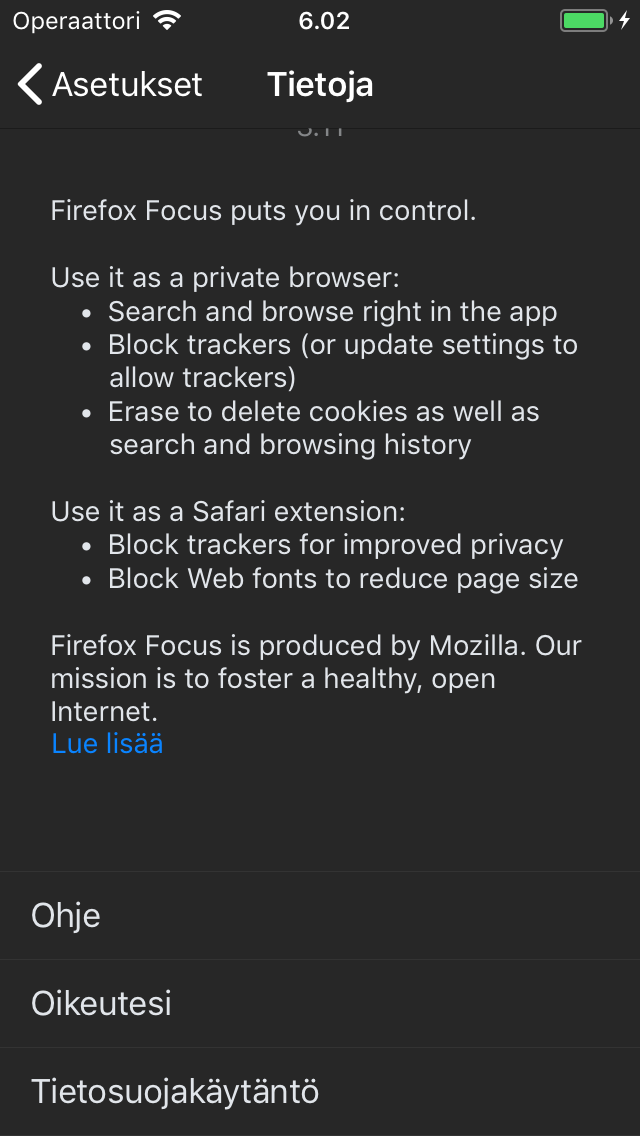 Operaattori
6.02
Asetukset
Tietoja
Firefox Focus puts you in control.
Use it as a private browser:
• Search and browse right in the app
• Block trackers (or update settings to
allow trackers)
• Erase to delete cookies as well as
search and browsing history
Use it as a Safari extension:
• Block trackers for improved privacy
• Block Web fonts to reduce page size
Firefox Focus is produced by Mozilla. Our
mission is to foster a healthy, open
Internet.
Lue lisää
Ohje
Oikeutesi
Tietosuojakäytäntö